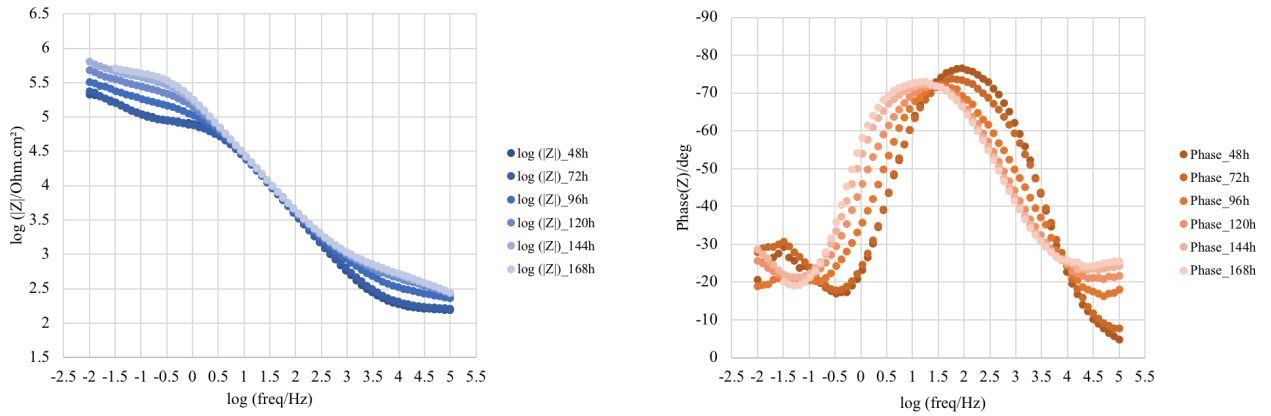 6.5
6
5.5
5
4.5
4
3.5
3
2.5
2
1.5
log (|Z|/Ohm.cm²)
-2.5 -2 -1.5 -1 -0.5 0 0.5 1 1.5 2 2.5 3 3.5 4 4.5 5 5.5
log (freq/Hz)
log (|Z|)_48h
log (|Z|)_72h
log (|Z|)_96h
log (|Z|)_120h
log (|Z|)_144h
log (|Z|)_168h
-90
-80
-70
-60
-50
-40
-30
-20
-10
0
Phase(Z)/deg
-2.5 -2 -1.5 -1 -0.5 0 0.5 1 1.5 2 2.5 3 3.5 4 4.5 5 5.5
log (freq/Hz)
Phase_48h
Phase_72h
Phase_96h
Phase_120h
Phase_144h
Phase_168h